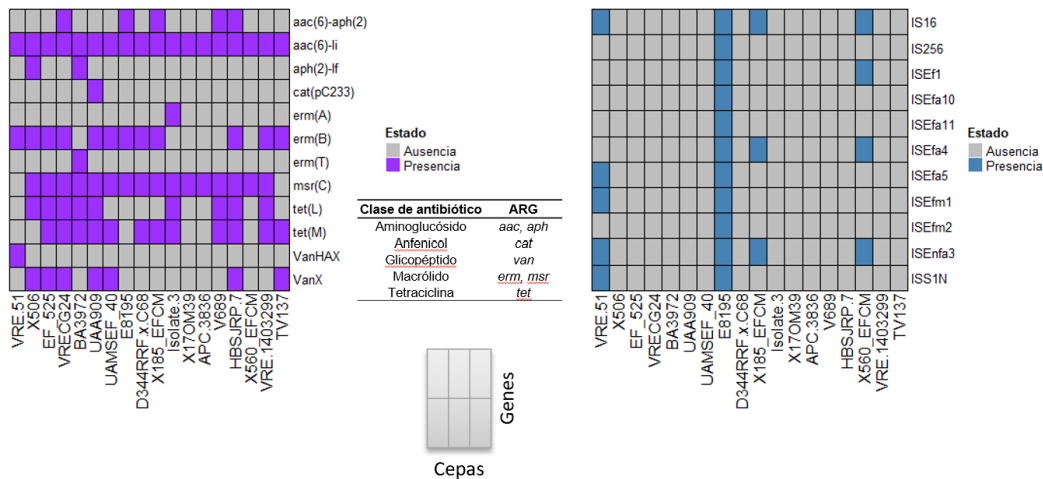 aac(6)-aph(2)
aac(6)-Ii
aph(2)-If
cat(pC233)
erm(A)
erm(B)
erm(T)
msr(C)
tet(L)
tet(M)
VanHAX
VanX
VRE.51
X506
EF_525
VRECG24
BA3972
UAA909
UAMSEF_40
E8195
D344RRF.x.C68
X185_EFCM
Isolate.3
X17OM39
APC.3836
V689
HBSJRP.7
X560_EFCM
VRE.1403299
TV137
Estado
Ausencia
Presencia
Clase de antibiótico ARG
Aminoglucósido aac, aph
Anfenicol cat
Glicopéptido van
Macrólido erm, msr
Tetraciclina tet
Genes
Cepas
IS16
IS256
ISEf1
ISEfa10
ISEfa11
ISEfa4
ISEfa5
ISEfm1
ISEfm2
ISEnfa3
ISS1N
VRE.51
X506
EF_525
VRECG24
BA3972
UAA909
UAMSEF_40
E8195
D344RRF.x.C68
X185_EFCM
Isolate.3
X17OM39
APC.3836
V689
HBSJRP.7
X560_EFCM
VRE.1403299
TV137
Estado
Ausencia
Presencia